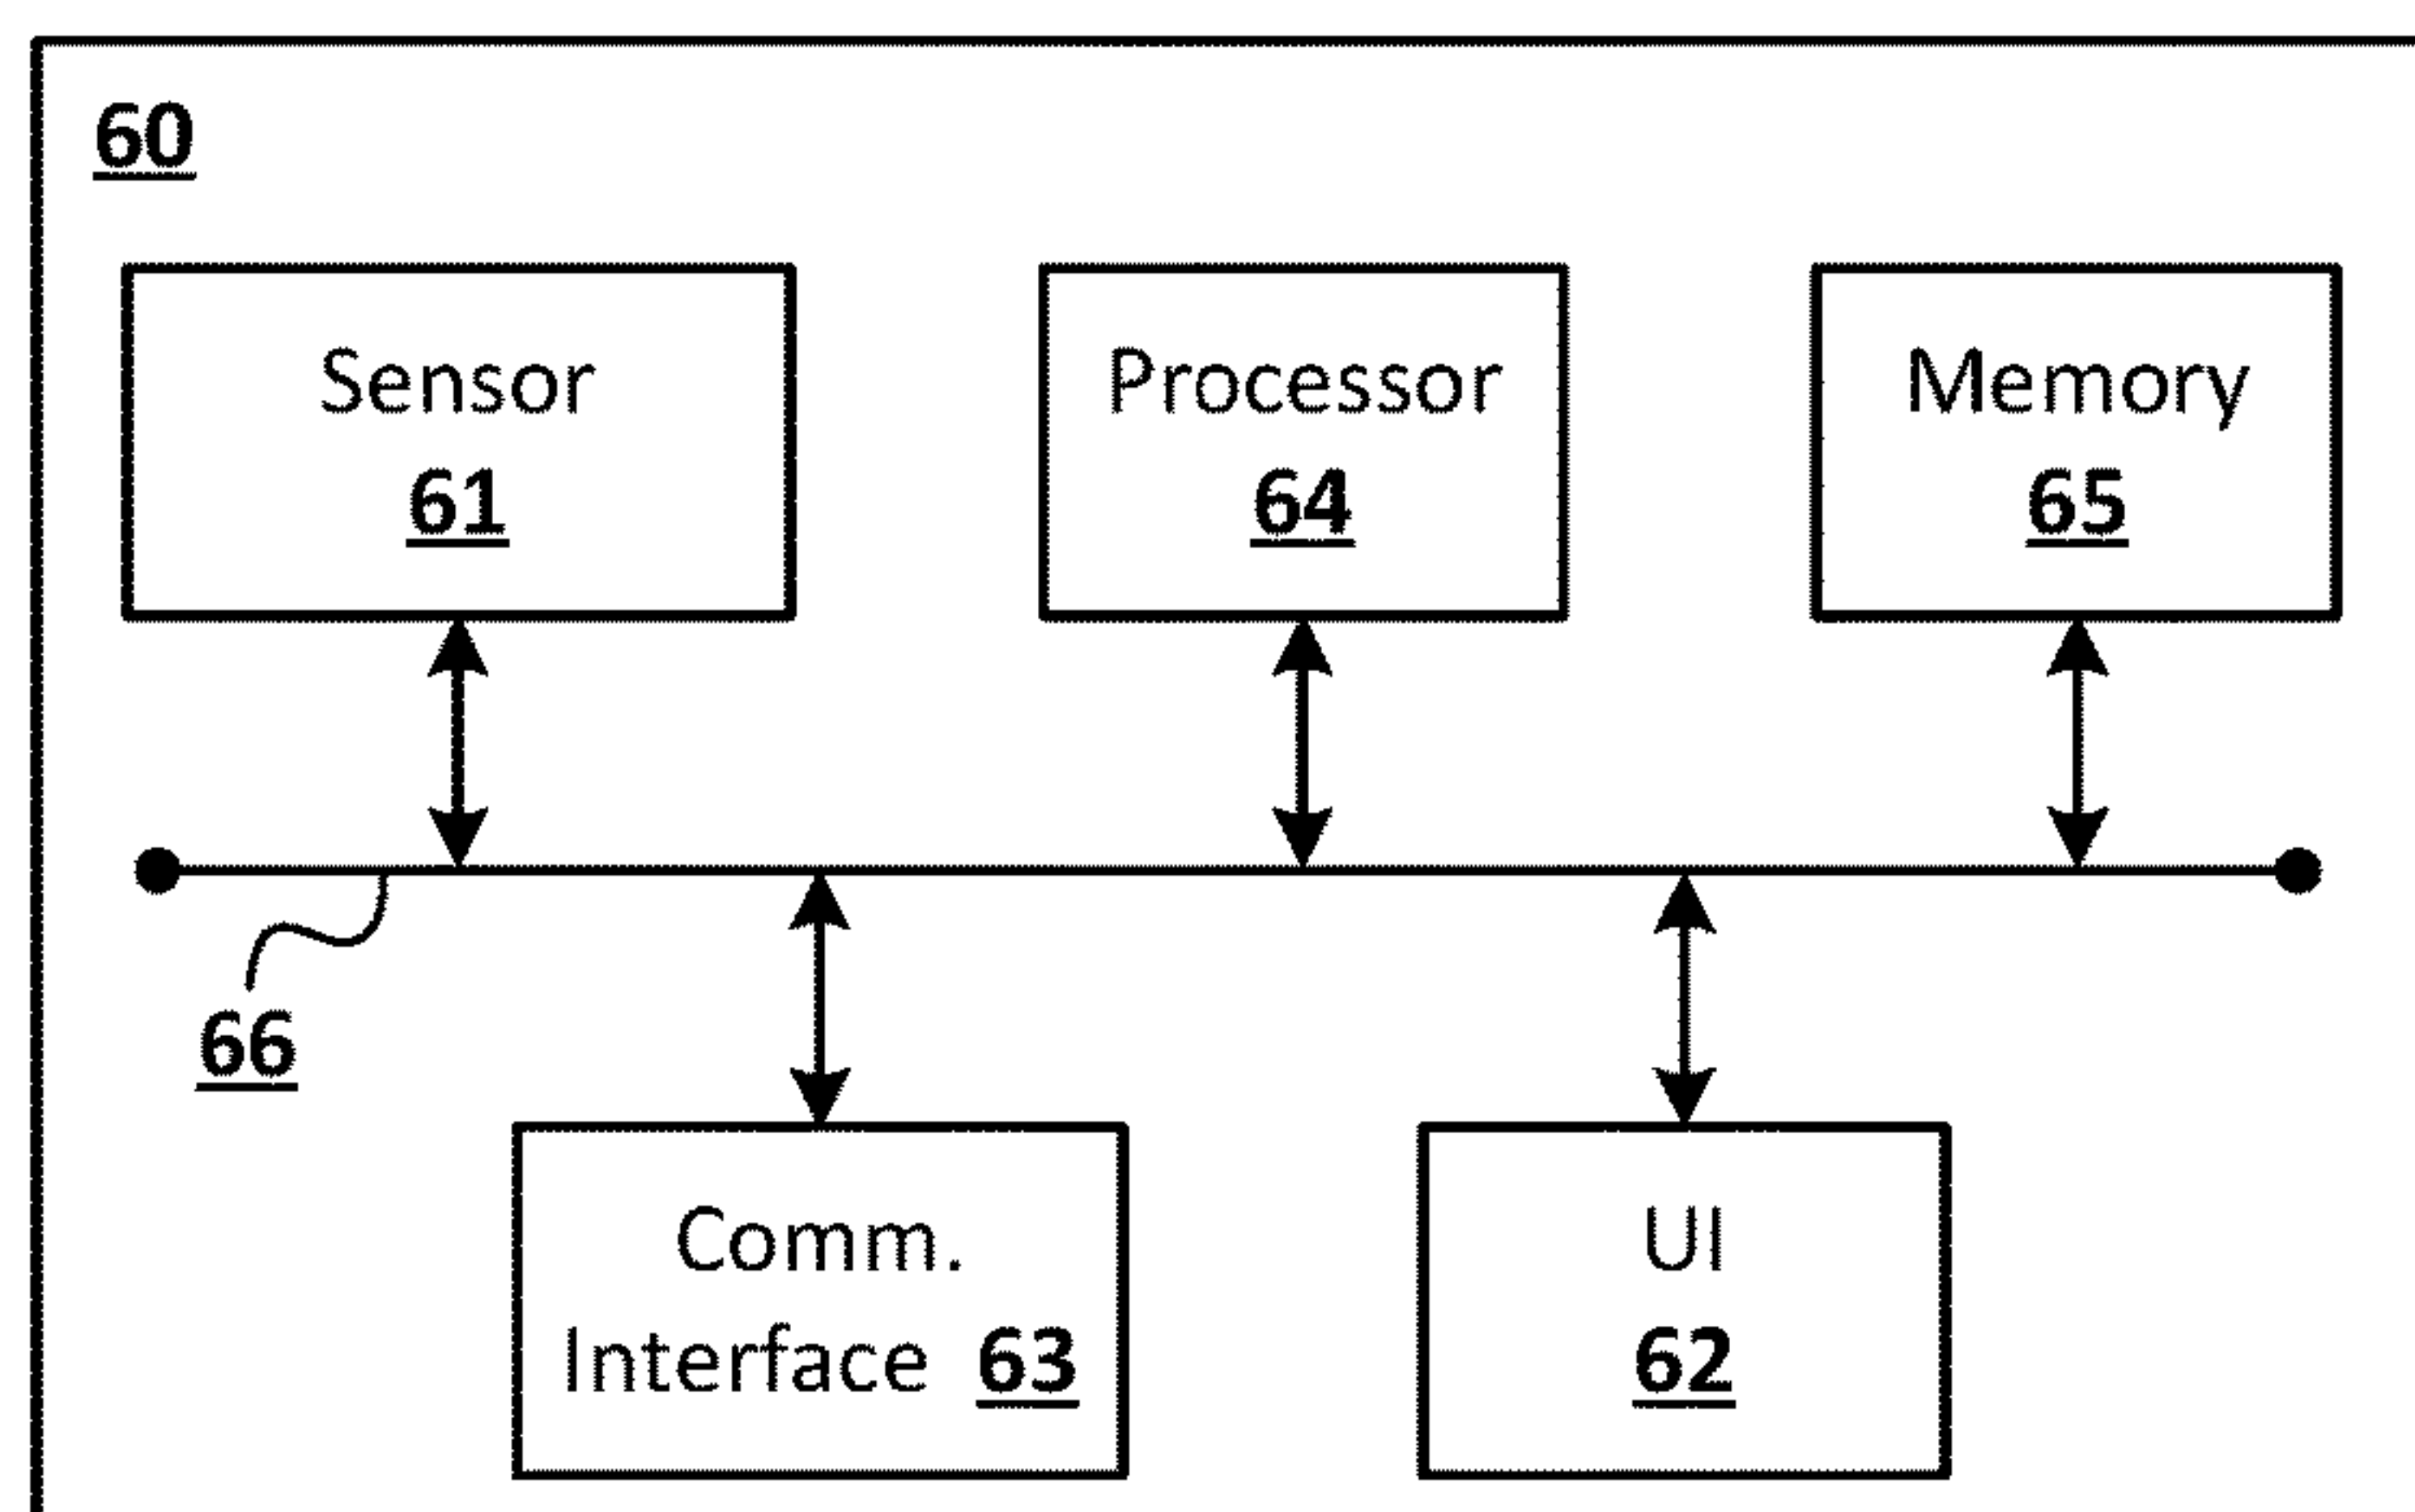 60
Sensor
61
Processor
64
Memory
65
66
Comm.
Interface 63
UI
62